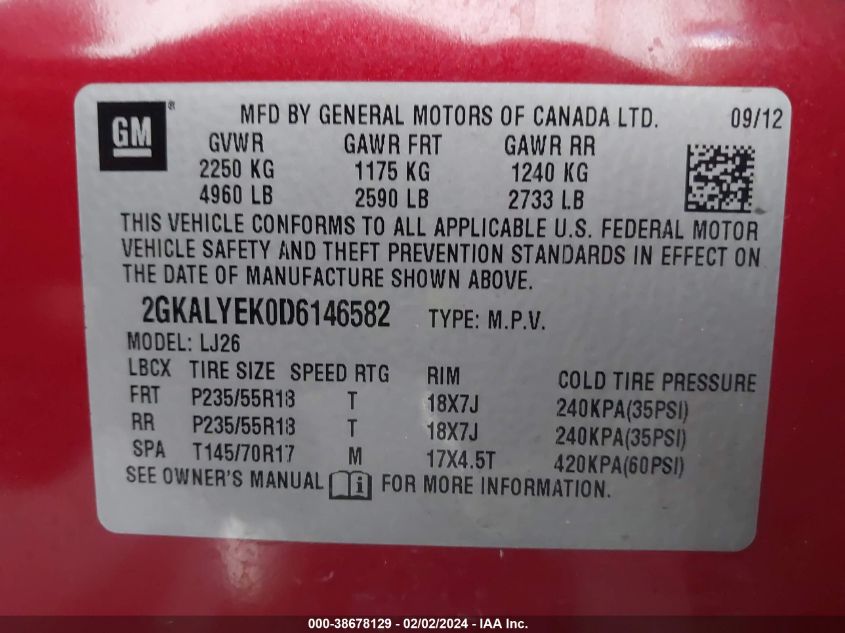 GM®
MFD BY GENERAL MOTORS OF CANADA LTD. 09/12
GVWR GAWR FRT GAWR RR
2250 KG 1175 KG 1240 KG
4960 LB 2590 LB 2733 LB
THIS VEHICLE CONFORMS TO ALL APPLICABLE U.S. FEDERAL MOTOR
VEHICLE SAFETY AND THEFT PREVENTION STANDARDS IN EFFECT ON
THE DATE OF MANUFACTURE SHOWN ABOVE.
2GKALYEK0D6146582 TYPE: M.P.V.
MODEL: LJ26
LBCX TIRE SIZE SPEED RTG RIM COLD TIRE PRESSURE
FRT P235/55R18 T 18X7J 240KPA(35PSI)
RR P235/55R18 T 18X7J 240KPA(35PSI)
SPA T145/70R17 M 17X4.5T 420KPA(60PSI)
SEE OWNER'S MANUAL i FOR MORE INFORMATION.
000-38678129 - 02/02/2024 - IAA Inc.